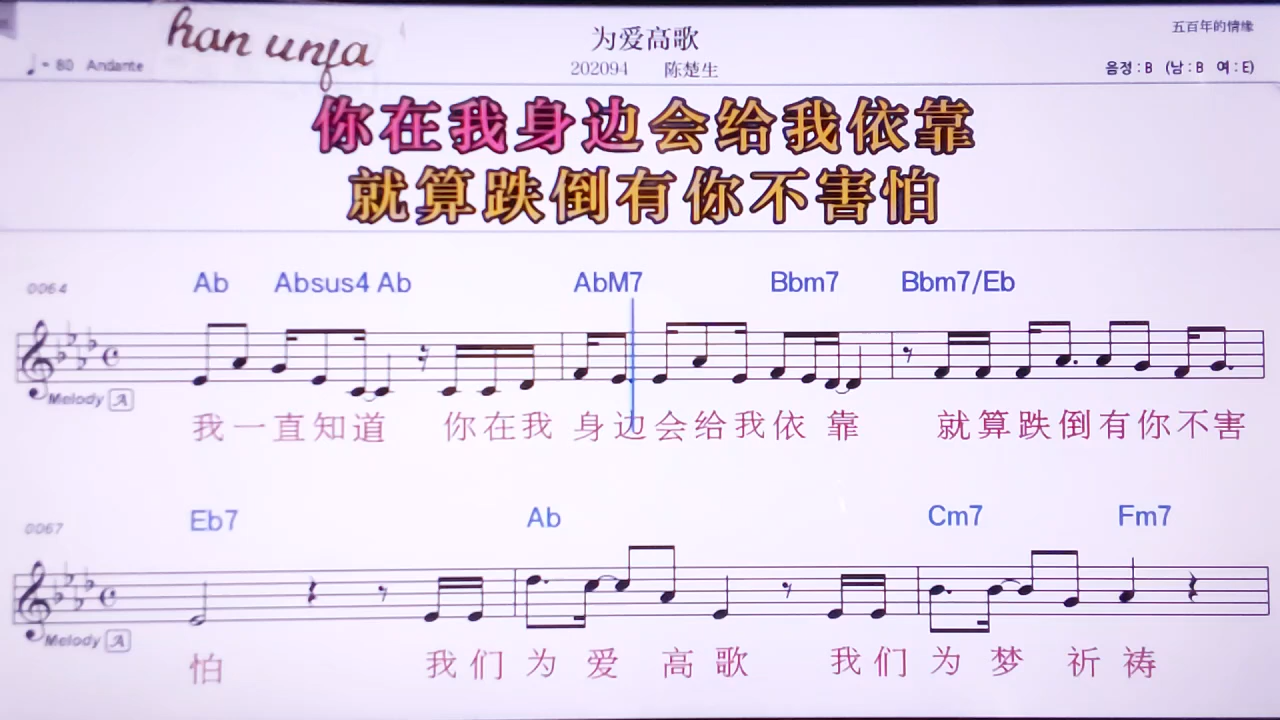 han unfa
为爱高歌
五百年的情缘
♩= 80 Andante
202094 陈楚生
음정 : B (남 : B 여 : E)
你在我身边会给我依靠
就算跌倒有你不害怕
0064 Ab Absus4 Ab AbM7 Bbm7 Bbm7/Eb
Melody A
我一直知道 你在我 身边会给我依 靠 就算跌倒有你不害
0067 Eb7 Ab Cm7 Fm7
Melody A
怕 我们为 爱 高 歌 我们为 梦 祈 祷